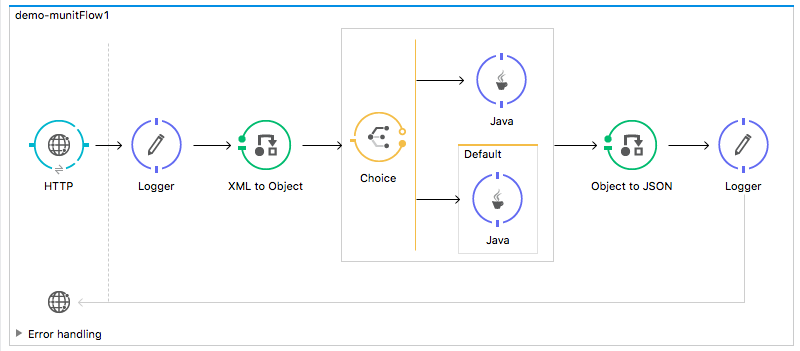 demo-munitFlow1
HTTP
Logger
XML to Object
Choice
Java
Default
Java
Object to JSON
Logger
Error handling